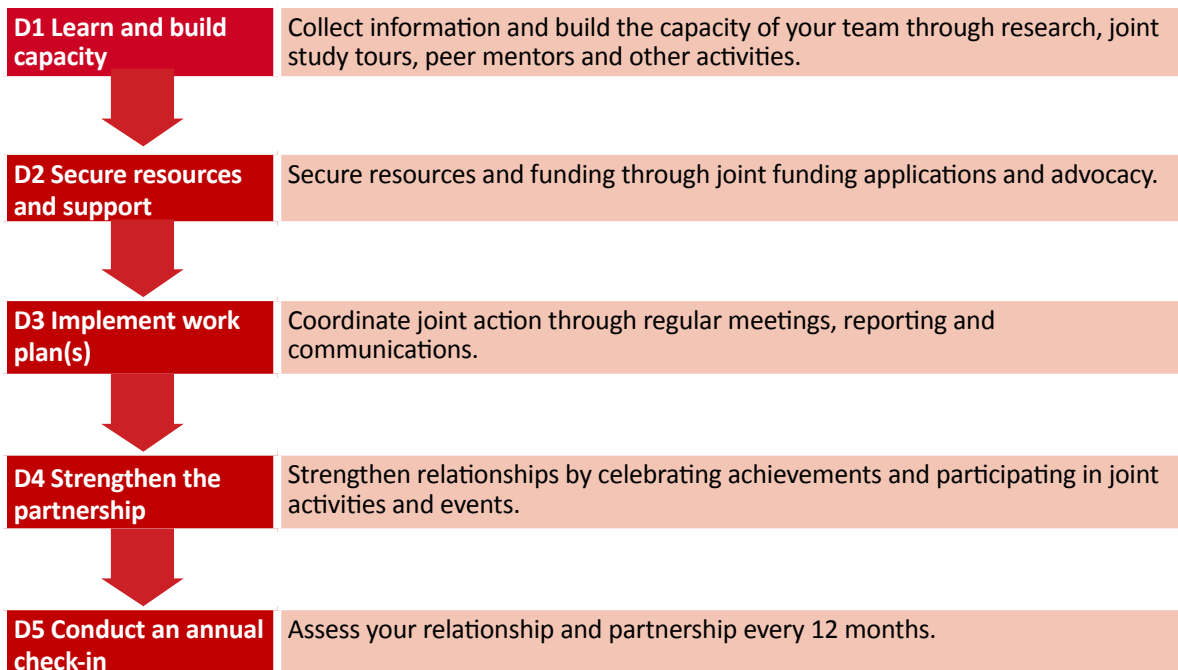 D1 Learn and build
capacity
Collect information and build the capacity of your team through research, joint
study tours, peer mentors and other activities.
D2 Secure resources
and support
Secure resources and funding through joint funding applications and advocacy.
D3 Implement work
plan(s)
Coordinate joint action through regular meetings, reporting and
communications.
D4 Strengthen the
partnership
Strengthen relationships by celebrating achievements and participating in joint
activities and events.
D5 Conduct an annual
check-in
Assess your relationship and partnership every 12 months.